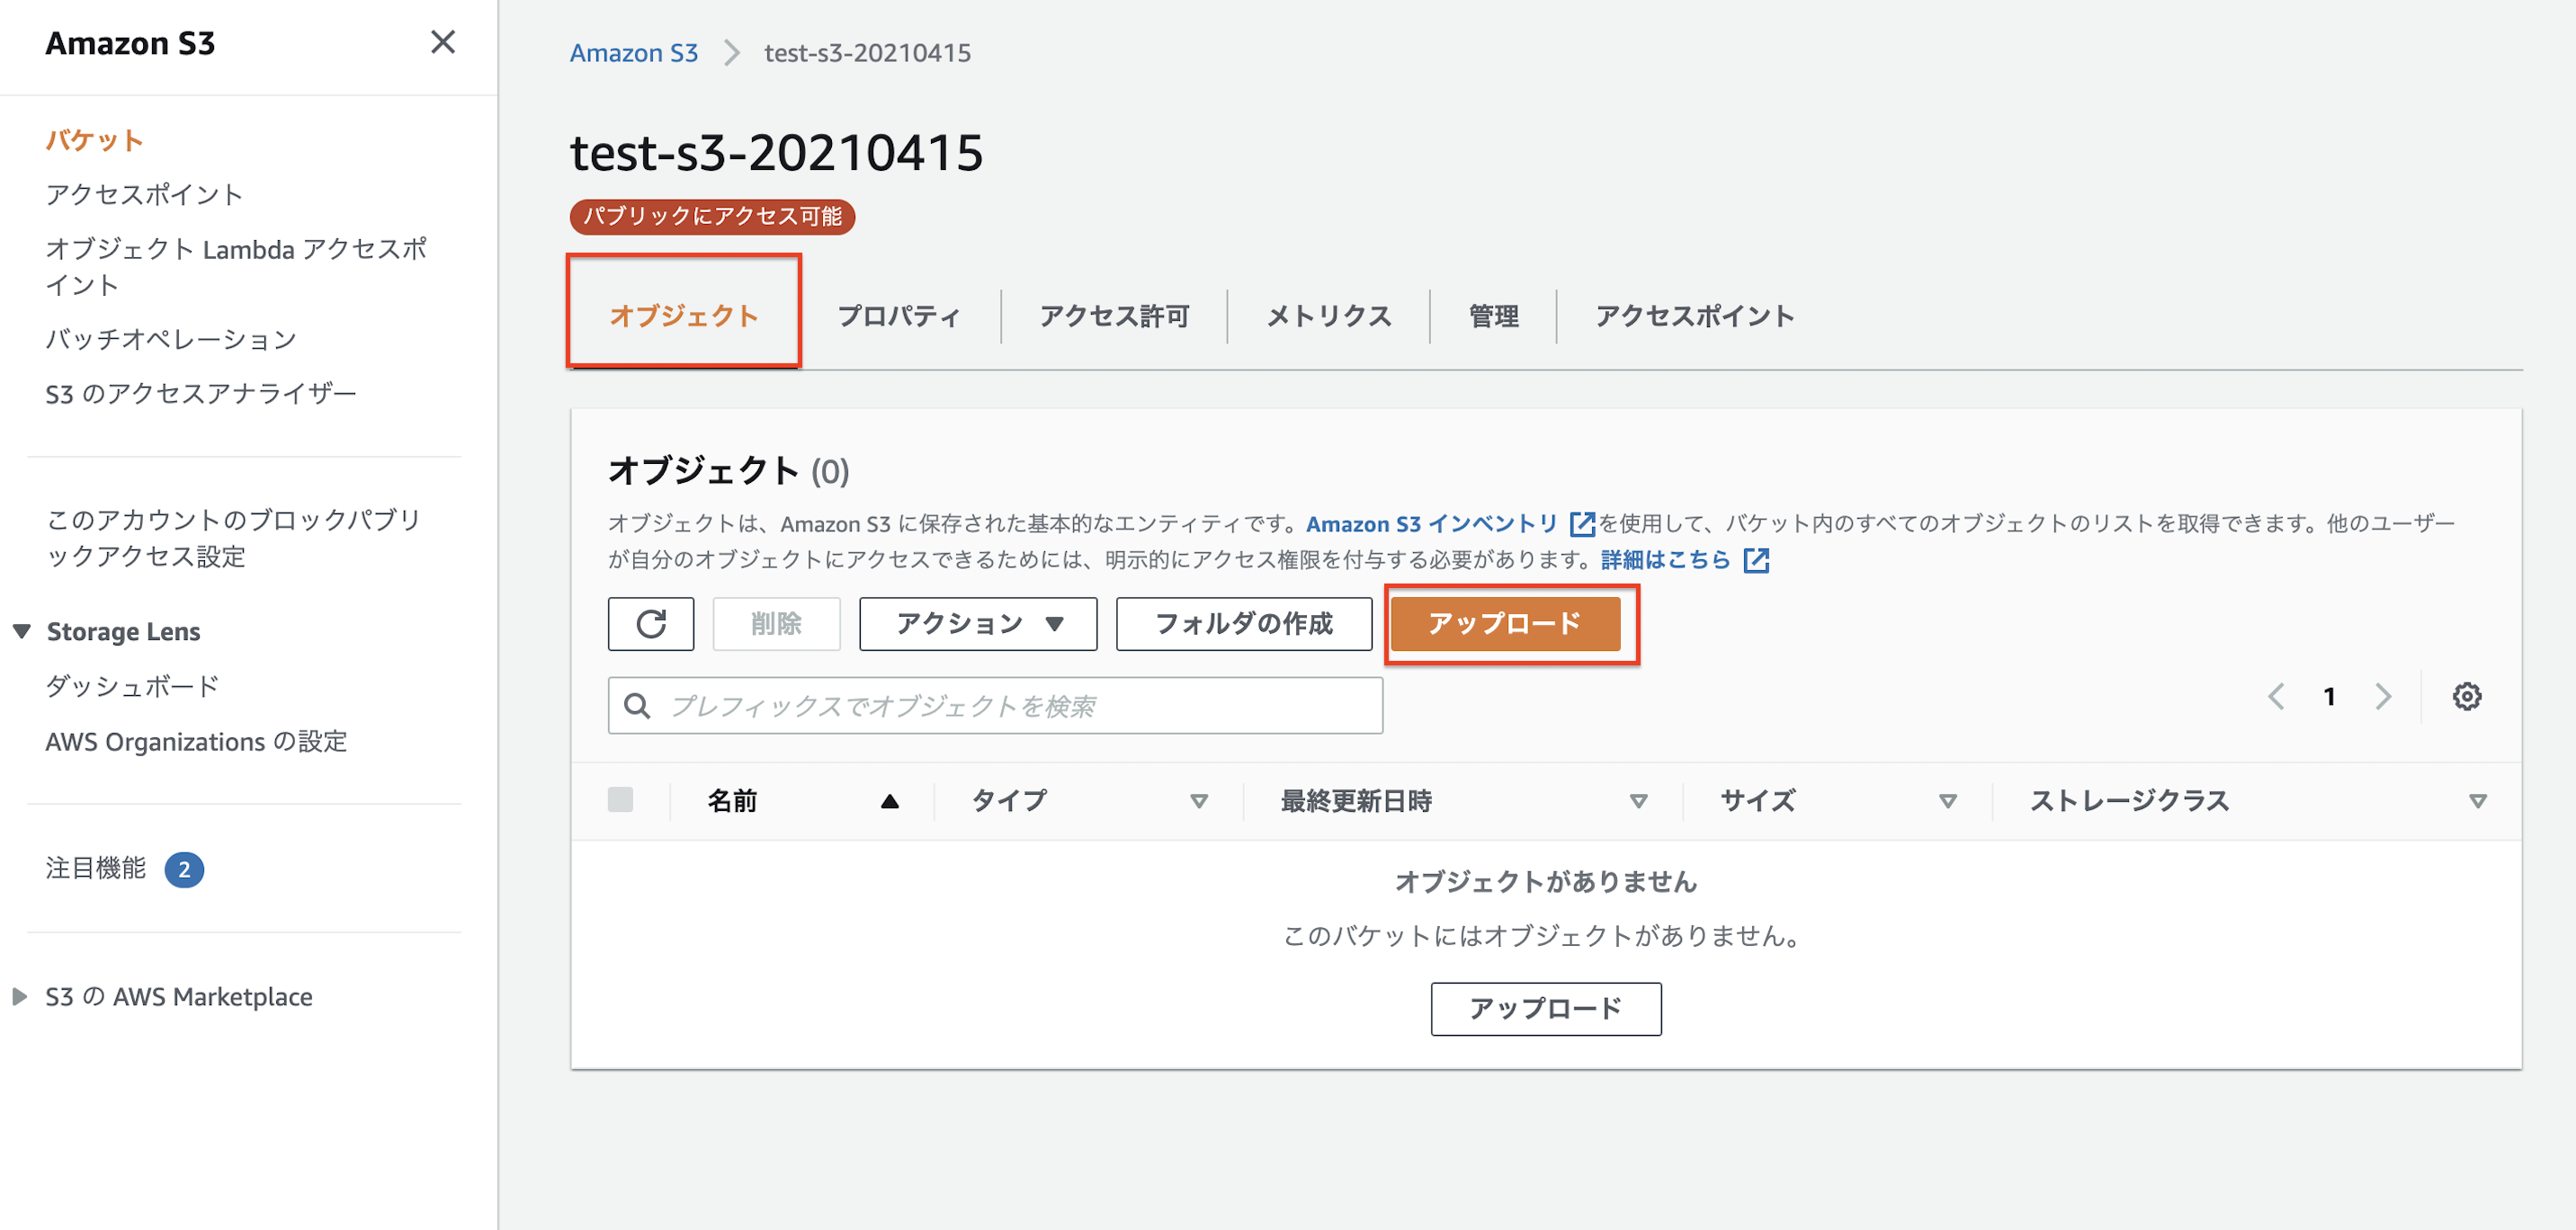 Amazon S3
バケット
アクセスポイント
オブジェクト Lambda アクセスポ
イント
バッチオペレーション
S3 のアクセスアナライザー
このアカウントのブロックパブリ
ックアクセス設定
Storage Lens
ダッシュボード
AWS Organizations の設定
注目機能 2
S3 の AWS Marketplace
Amazon S3 test-s3-20210415
test-s3-20210415
パブリックにアクセス可能
オブジェクト プロパティ アクセス許可 メトリクス 管理 アクセスポイント
オブジェクト (0)
オブジェクトは、Amazon S3 に保存された基本的なエンティティです。Amazon S3 インベントリ を使用して、バケット内のすべてのオブジェクトのリストを取得できます。他のユーザー
が自分のオブジェクトにアクセスできるためには、明示的にアクセス権限を付与する必要があります。詳細はこちら
削除 アクション フォルダの作成 アップロード
プレフィックスでオブジェクトを検索 1
名前 タイプ 最終更新日時 サイズ ストレージクラス
オブジェクトがありません
このバケットにはオブジェクトがありません。
アップロード